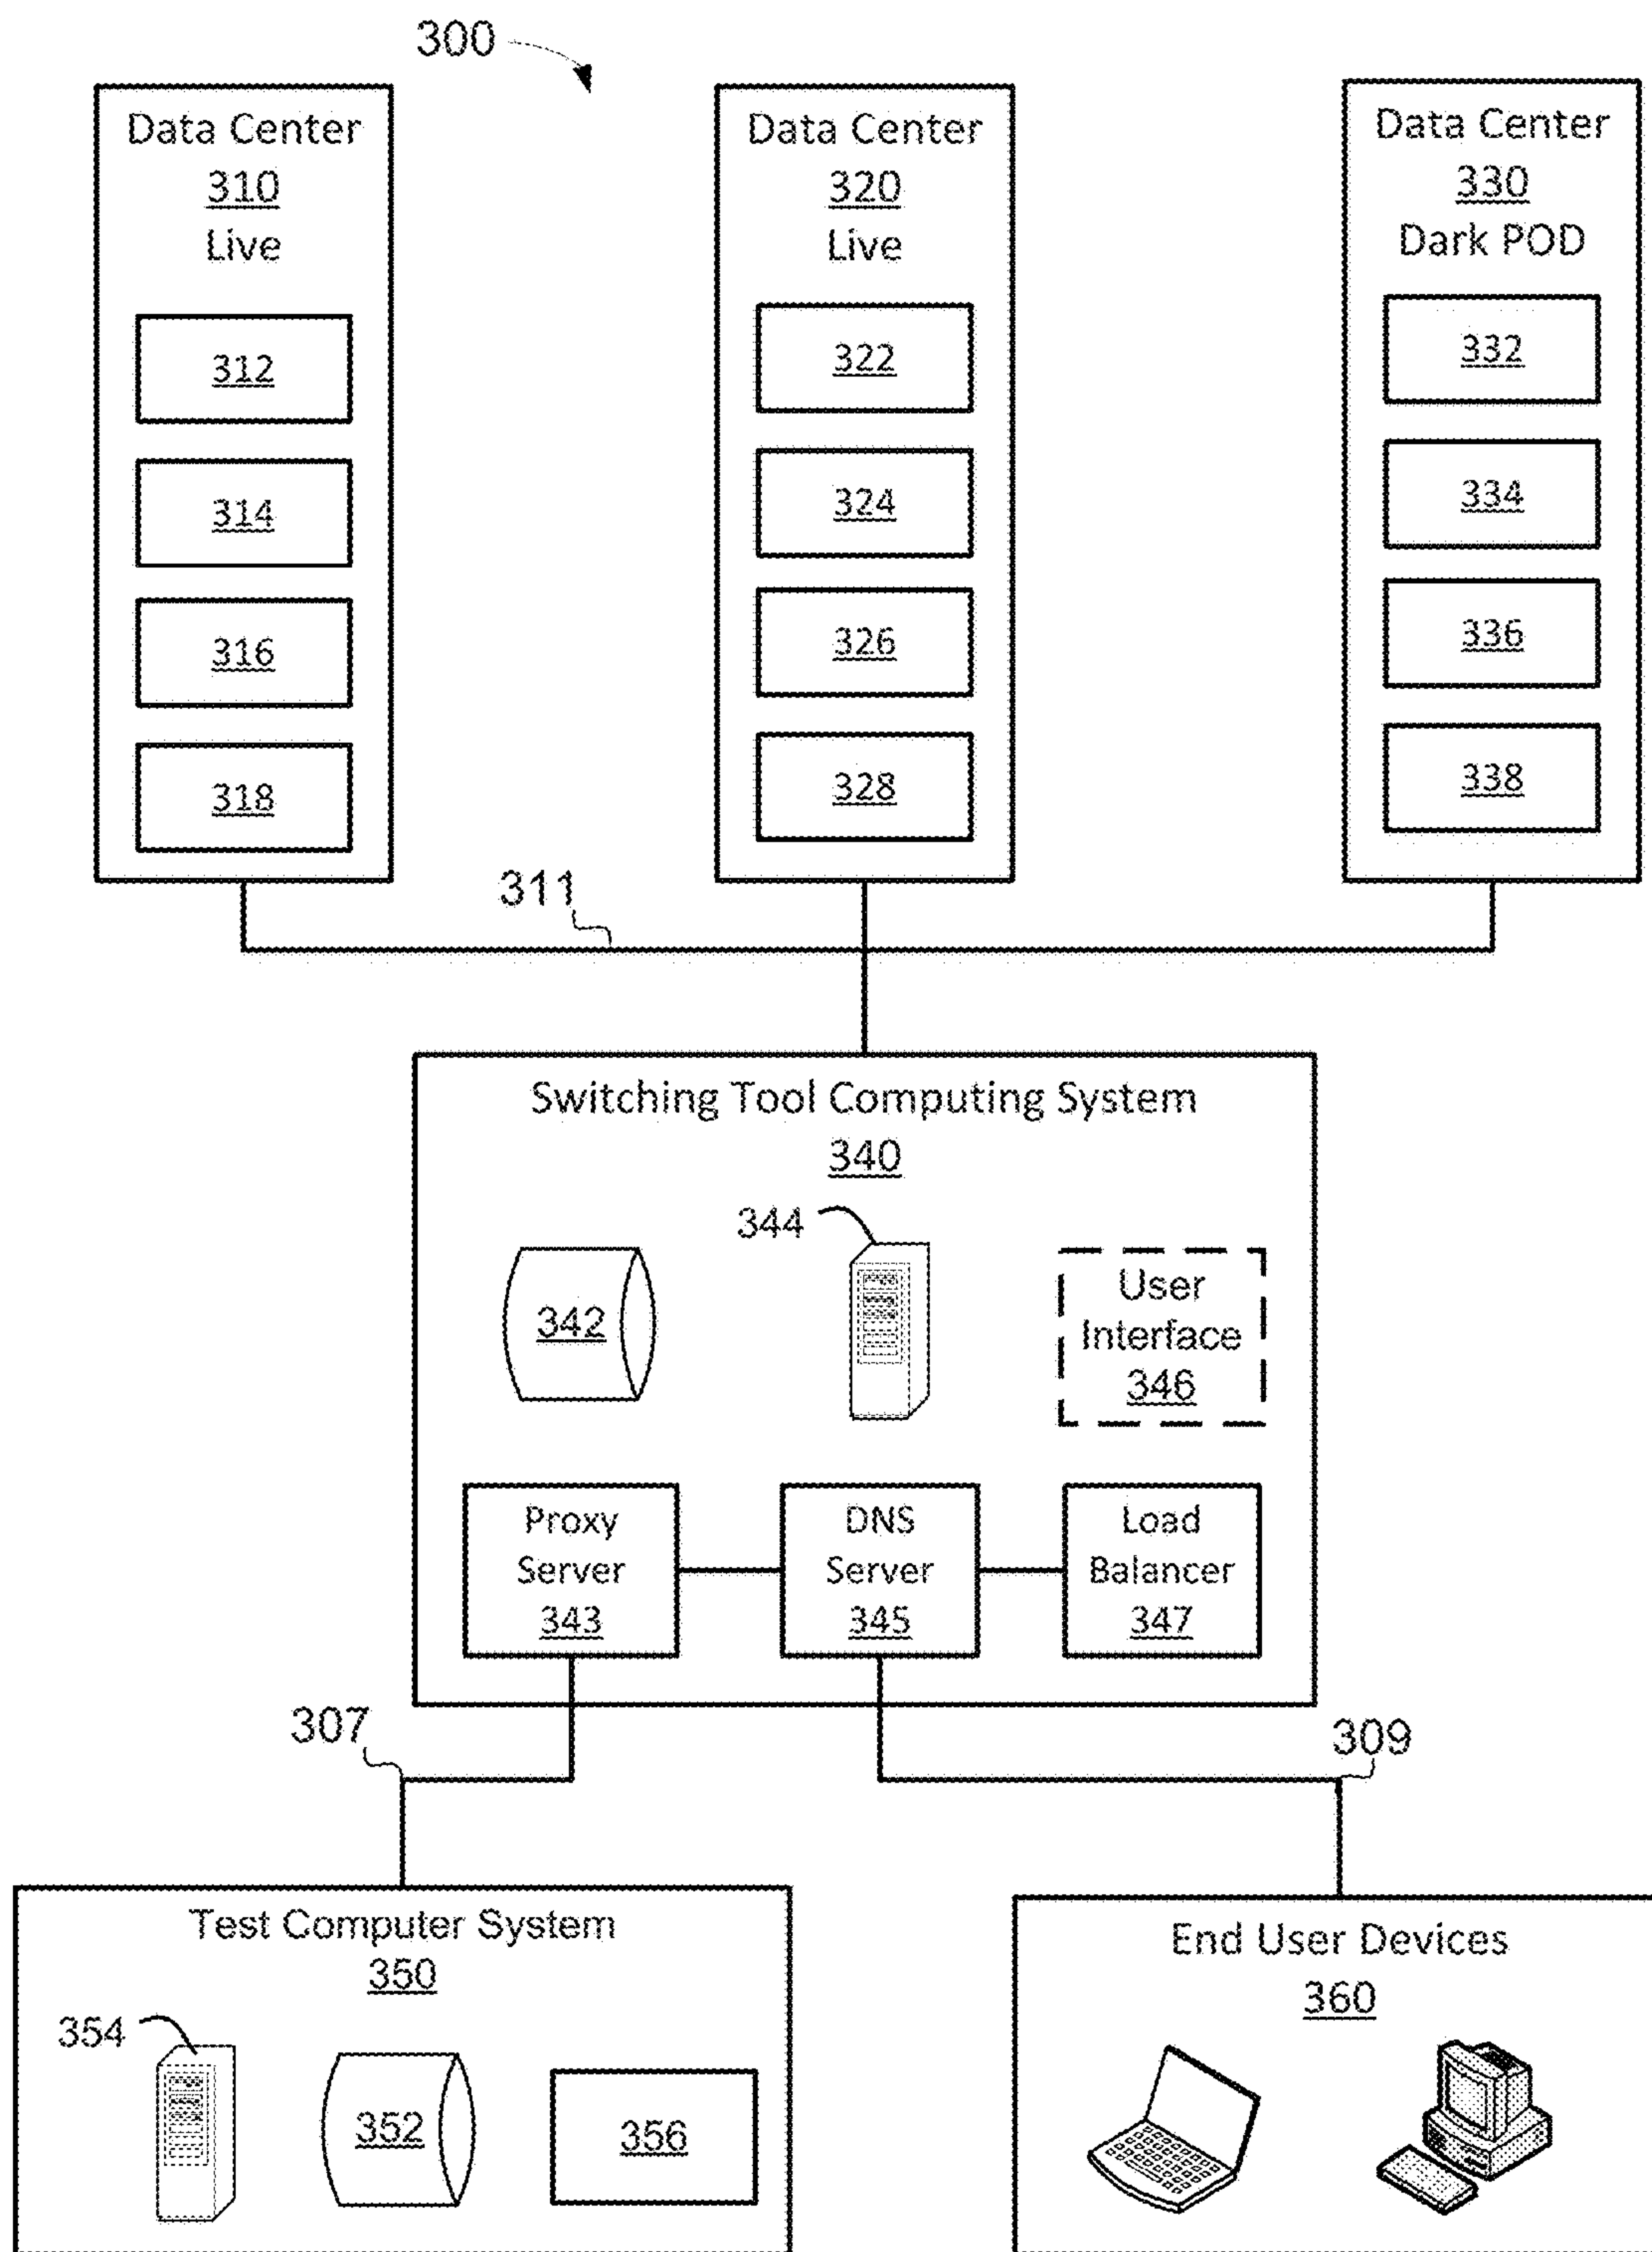 300
Data Center
310
Live
312
314
316
318
Data Center
320
Live
322
324
326
328
Data Center
330
Dark POD
332
334
336
338
311
Switching Tool Computing System
340
342
344
User
Interface
346
Proxy
Server
343
DNS
Server
345
Load
Balancer
347
307
309
Test Computer System
350
354
352
356
End User Devices
360